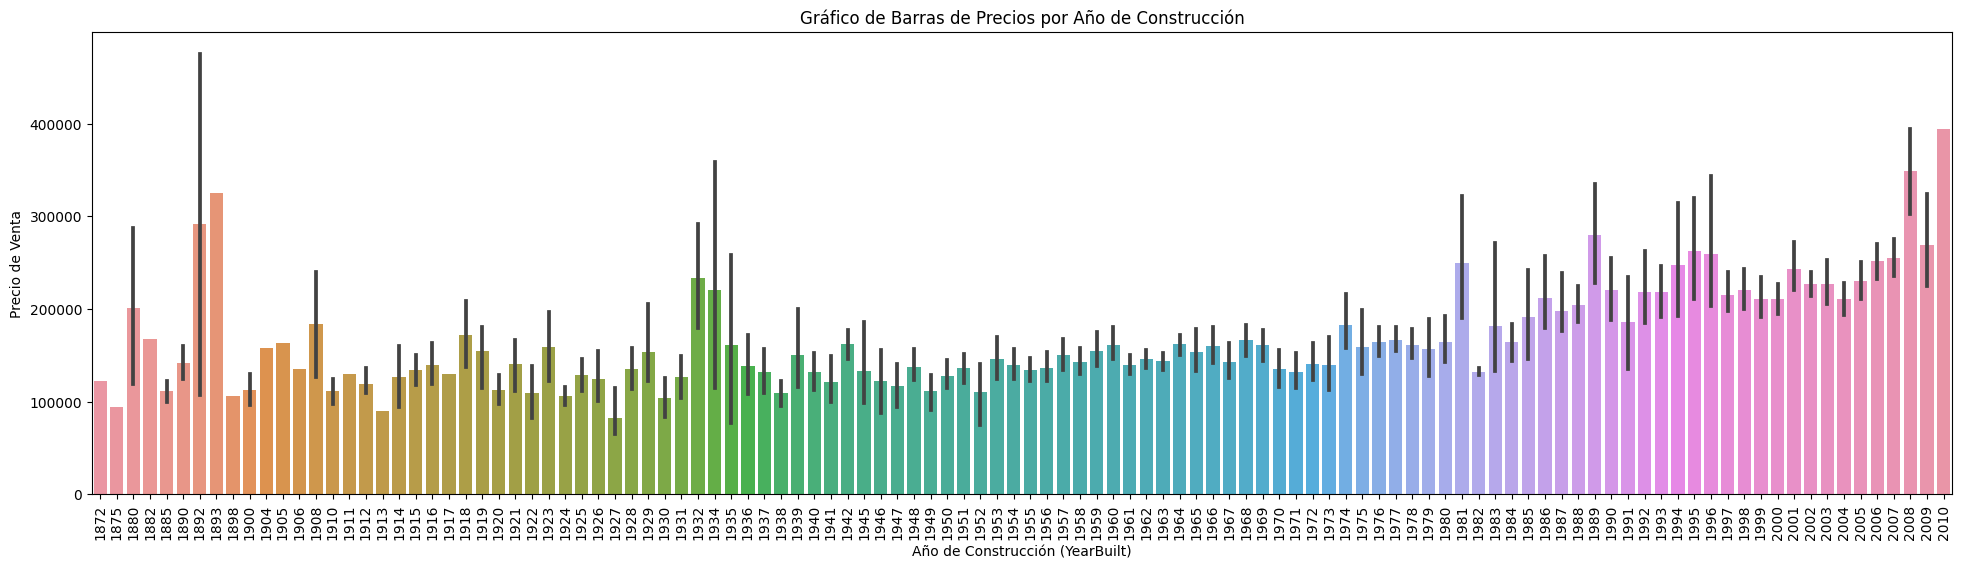 Gráfico de Barras de Precios por Año de Construcción
Precio de Venta
400000
300000
200000
100000
0
1872 1875 1880 1882 1885 1890 1892 1893 1898 1900 1904 1905 1906 1908 1910 1911 1912 1913 1914 1915 1916 1917 1918 1919 1920 1921 1922 1923 1924 1925 1926 1927 1928 1929 1930 1931 1932 1934 1935 1936 1937 1938 1939 1940 1941 1942 1945 1946 1947 1948 1949 1950 1951 1952 1953 1954 1955 1956 1957 1958 1959 1960 1961 1962 1963 1964 1965 1966 1967 1968 1969 1970 1971 1972 1973 1974 1975 1976 1977 1978 1979 1980 1981 1982 1983 1984 1985 1986 1987 1988 1989 1990 1991 1992 1993 1994 1995 1996 1997 1998 1999 2000 2001 2002 2003 2004 2005 2006 2007 2008 2009 2010
Año de Construcción (YearBuilt)